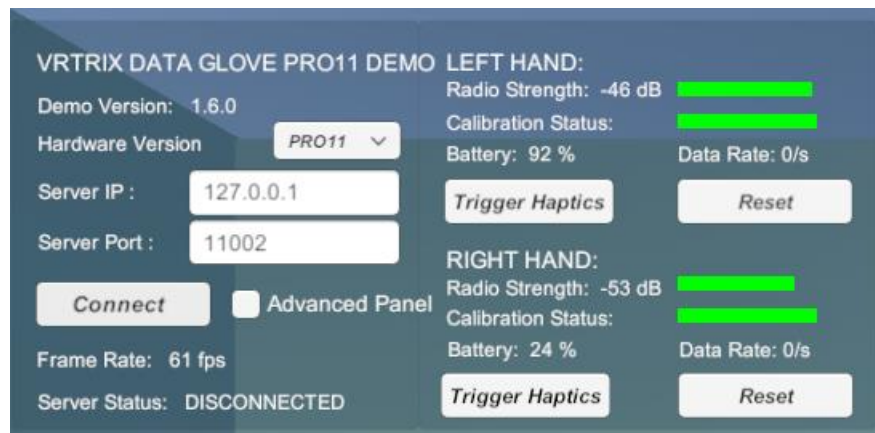 VRTRIX DATA GLOVE PRO11 DEMO
Demo Version: 1.6.0
Hardware Version PRO11
Server IP : 127.0.0.1
Server Port : 11002
Connect Advanced Panel
Frame Rate: 61 fps
Server Status: DISCONNECTED
LEFT HAND:
Radio Strength: -46 dB
Calibration Status:
Battery: 92 % Data Rate: 0/s
Trigger Haptics Reset
RIGHT HAND:
Radio Strength: -53 dB
Calibration Status:
Battery: 24 % Data Rate: 0/s
Trigger Haptics Reset